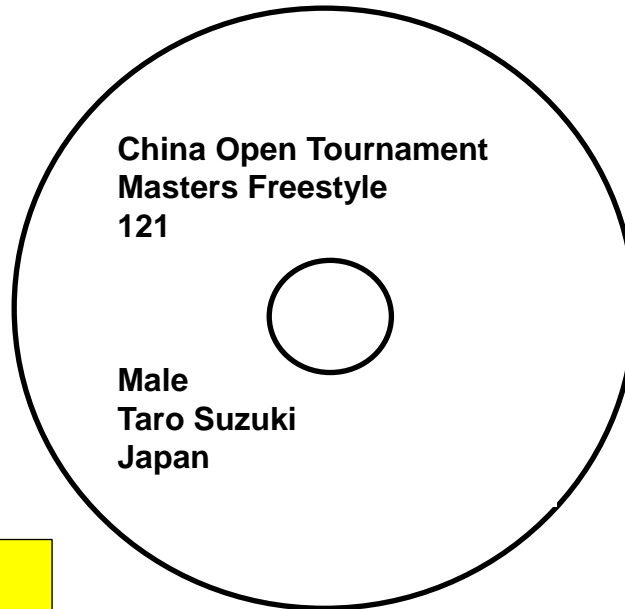 China Open Tournament
Masters Freestyle
121
Male
Taro Suzuki
Japan